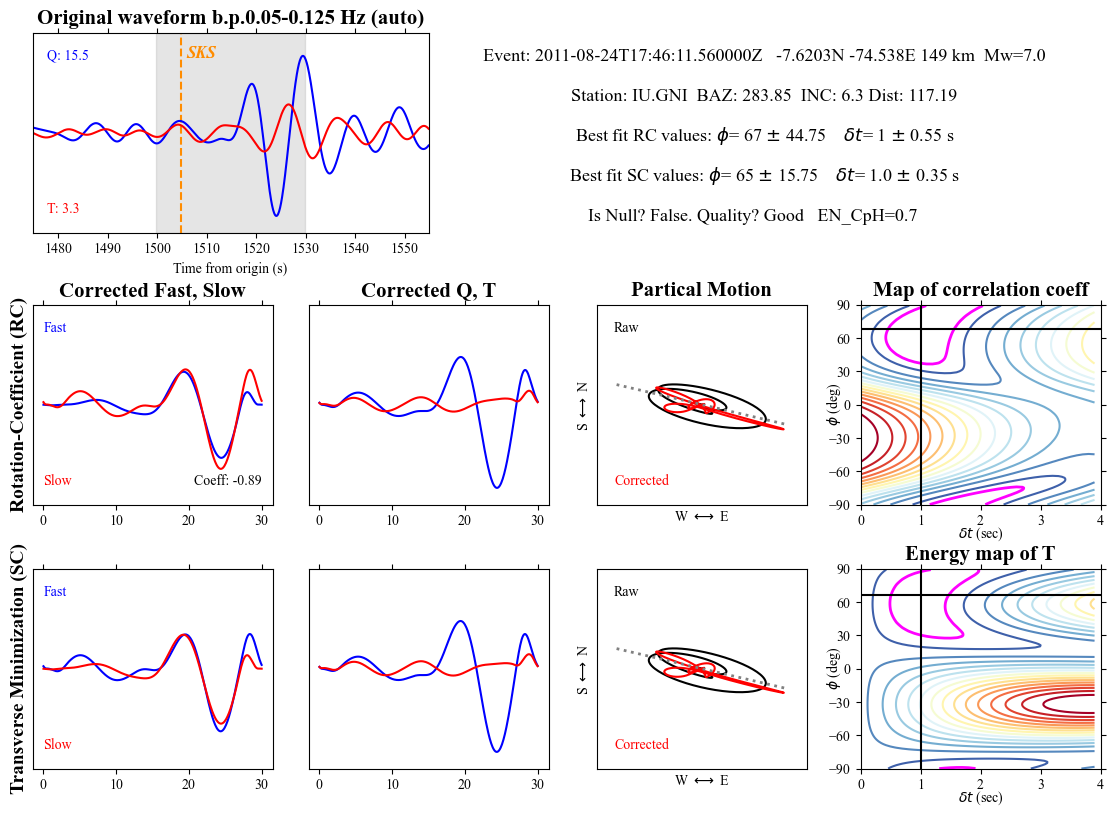 Original waveform b.p.0.05-0.125 Hz (auto)
Q: 15.5
SKS
T: 3.3
1480 1490 1500 1510 1520 1530 1540 1550
Time from origin (s)
Event: 2011-08-24T17:46:11.560000Z -7.6203N -74.538E 149 km Mw=7.0
Station: IU.GNI BAZ: 283.85 INC: 6.3 Dist: 117.19
Best fit RC values: ϕ= 67 ± 44.75 δt= 1 ± 0.55 s
Best fit SC values: ϕ= 65 ± 15.75 δt= 1.0 ± 0.35 s
Is Null? False. Quality? Good EN_CpH=0.7
Rotation-Coefficient (RC)
Corrected Fast, Slow
Fast
Slow
Coeff: -0.89
0 10 20 30
Corrected Q, T
0 10 20 30
Partical Motion
Raw
Corrected
S ⟷ N
W ⟷ E
Map of correlation coeff
90
60
30
0
−30
−60
−90
ϕ (deg)
0 1 2 3 4
δt (sec)
Transverse Minimization (SC)
Fast
Slow
0 10 20 30
0 10 20 30
Raw
Corrected
S ⟷ N
W ⟷ E
Energy map of T
90
60
30
0
−30
−60
−90
ϕ (deg)
0 1 2 3 4
δt (sec)